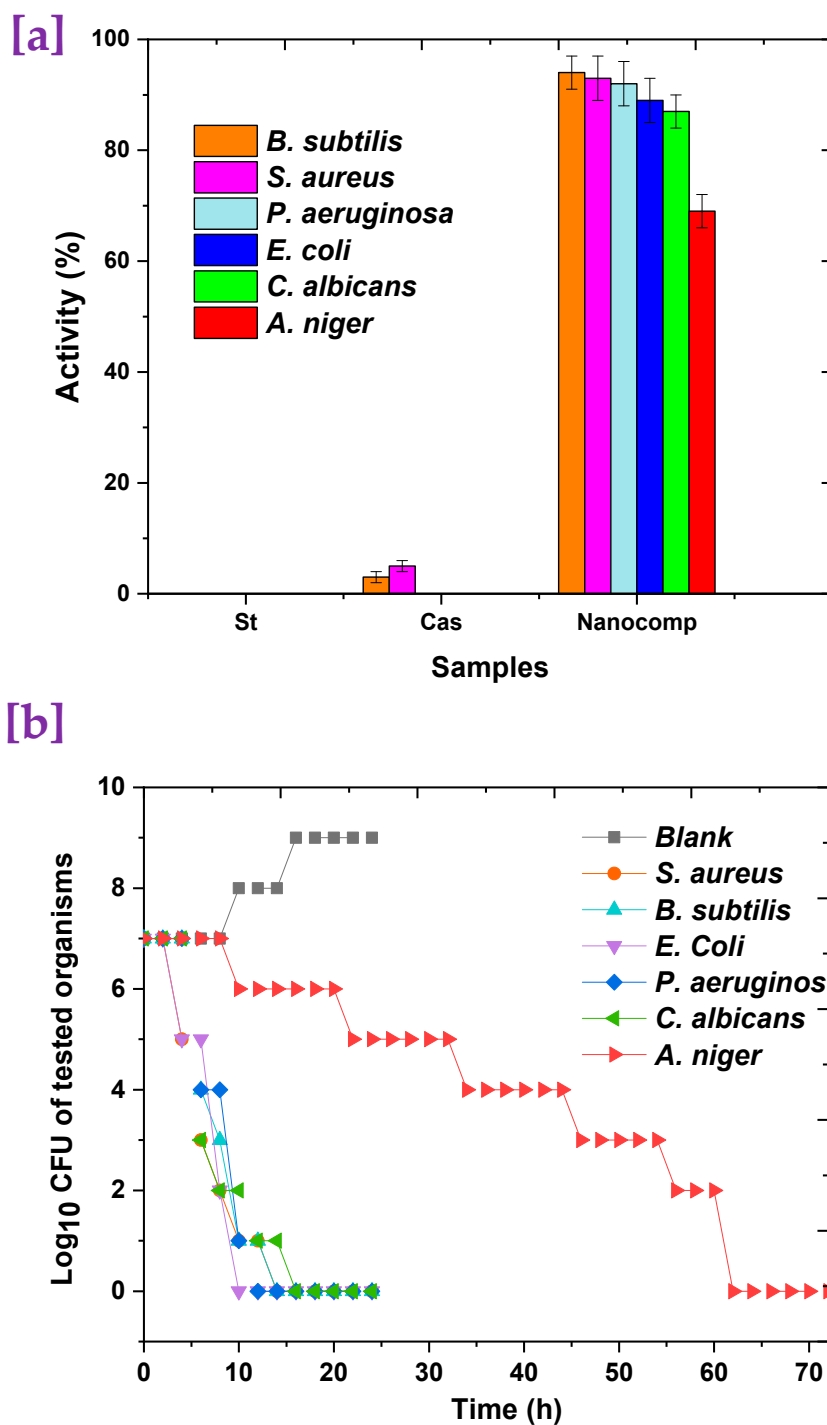 [a]
100
80
60
40
20
0
Activity (%)
B. subtilis
S. aureus
P. aeruginosa
E. coli
C. albicans
A. niger
St Cas Nanocomp
Samples
[b]
10
8
6
4
2
0
Log10 CFU of tested organisms
Blank
S. aureus
B. subtilis
E. Coli
P. aeruginos
C. albicans
A. niger
0 10 20 30 40 50 60 70
Time (h)